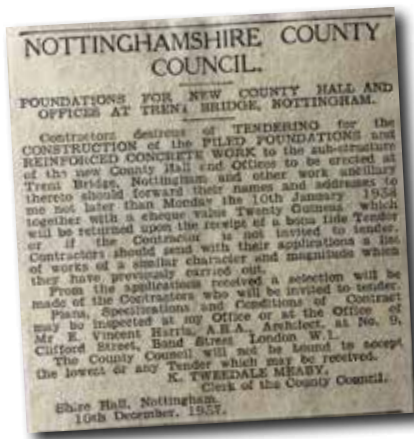 NOTTINGHAMSHIRE COUNTY
COUNCIL.
FOUNDATIONS FOR NEW COUNTY HALL AND
OFFICES AT TRENT BRIDGE, NOTTINGHAM.
Contractors desirous of TENDERING for the
CONSTRUCTION of the PILED FOUNDATIONS and
REINFORCED CONCRETE WORK to the sub-structure
of the new County Hall and Offices to be erected at
Trent Bridge, Nottingham and other work ancillary
thereto should forward their names and addresses to
me not later than Monday the 10th January 1938
together with a cheque value Twenty Guineas which
will be returned upon the receipt of a bona fide Tender
or if the Contractor is not invited to tender.
Contractors should send with their applications a list
of works of a similar character and magnitude which
they have previously carried out.
From the applications received a selection will be
made of the Contractors who will be invited to tender.
Plans, Specifications and Conditions of Contract
may be inspected at my Office or at the Office of
Mr E. Vincent Harris, A.R.A., Architect, at No. 9,
Clifford Street, Bond Street London W.1.
The County Council will not be bound to accept
the lowest or any Tender which may be received.
K. TWEEDALE MEABY,
Clerk of the County Council.
Shire Hall, Nottingham.
10th December, 1937.